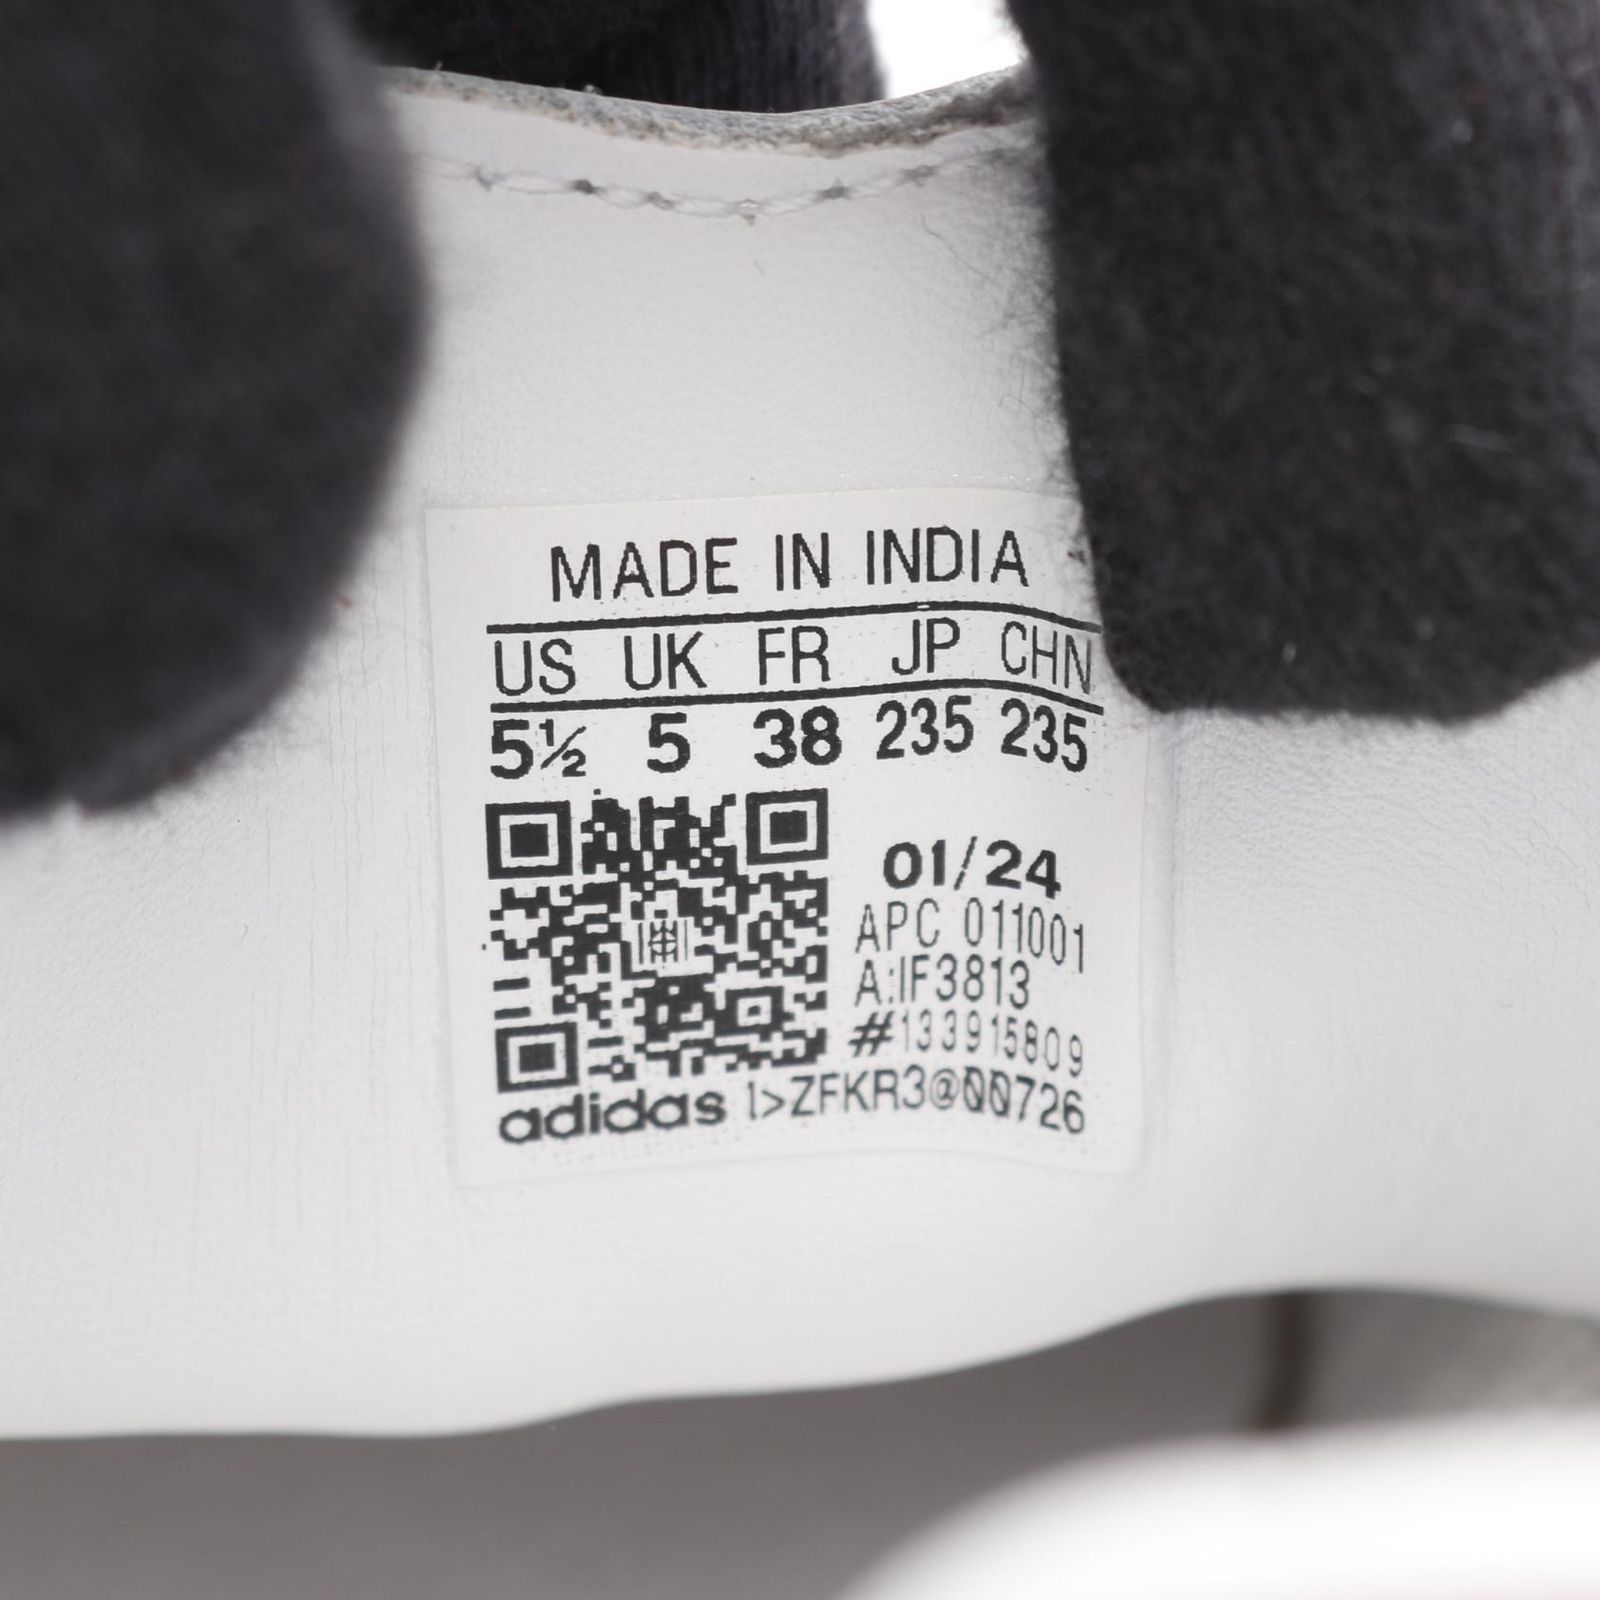 MADE IN INDIA
US UK FR JP CHN
5½ 5 38 235 235
01/24
APC 011001
A:IF3813
#133915809
adidas 1>ZFKR3@00726